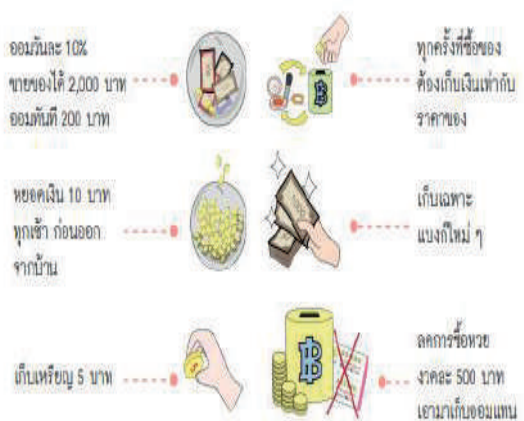 ออมวันละ 10%
ขายของได้ 2,000 บาท
ออมทันที 200 บาท
ทุกครั้งที่ซื้อของ
ต้องเก็บเงินเท่ากับ
ราคาของ
หยอดเงิน 10 บาท
ทุกเช้า ก่อนออก
จากบ้าน
เก็บเฉพาะ
แบงก์ใหม่ ๆ
เก็บเหรียญ 5 บาท
ลดการซื้อหวย
งวดละ 500 บาท
เอามาเก็บออมแทน